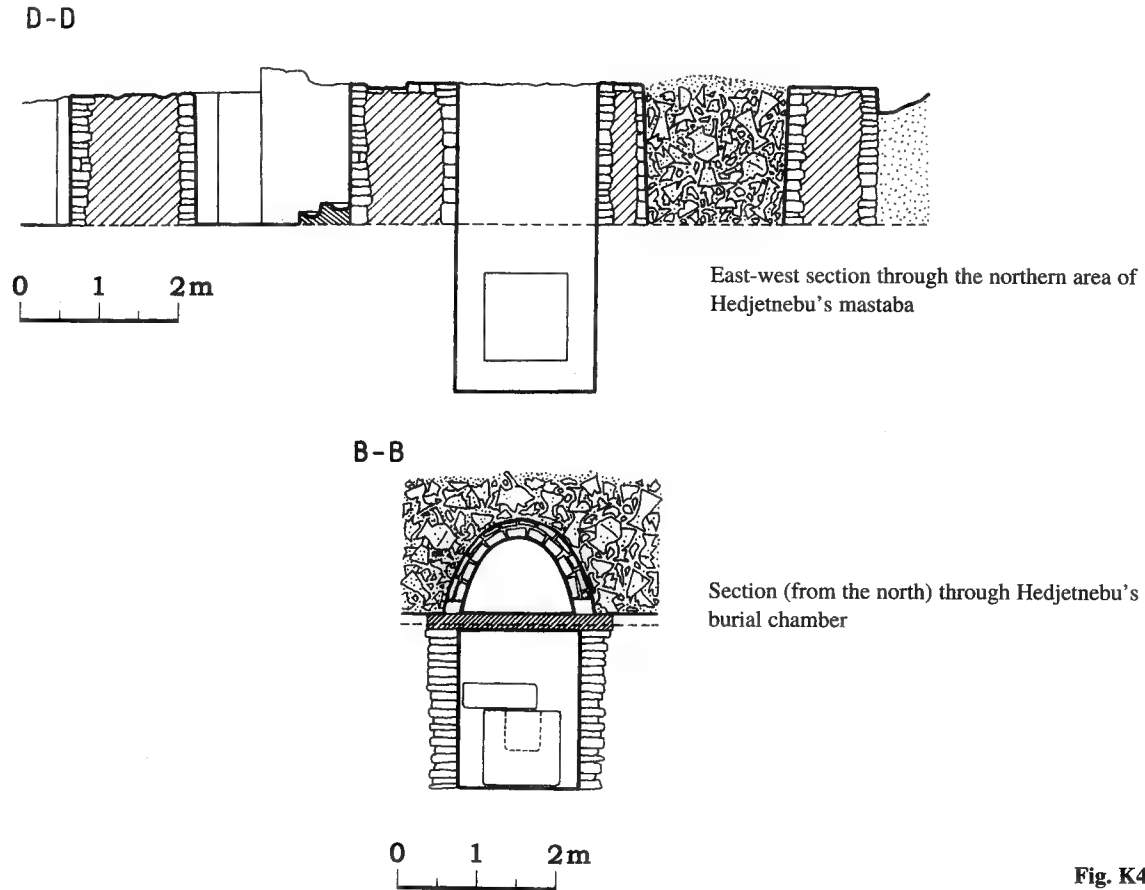 D-D
0 1 2m
East-west section through the northern area of
Hedjetnebu's mastaba
B-B
Section (from the north) through Hedjetnebu's
burial chamber
0 1 2m
Fig. K4